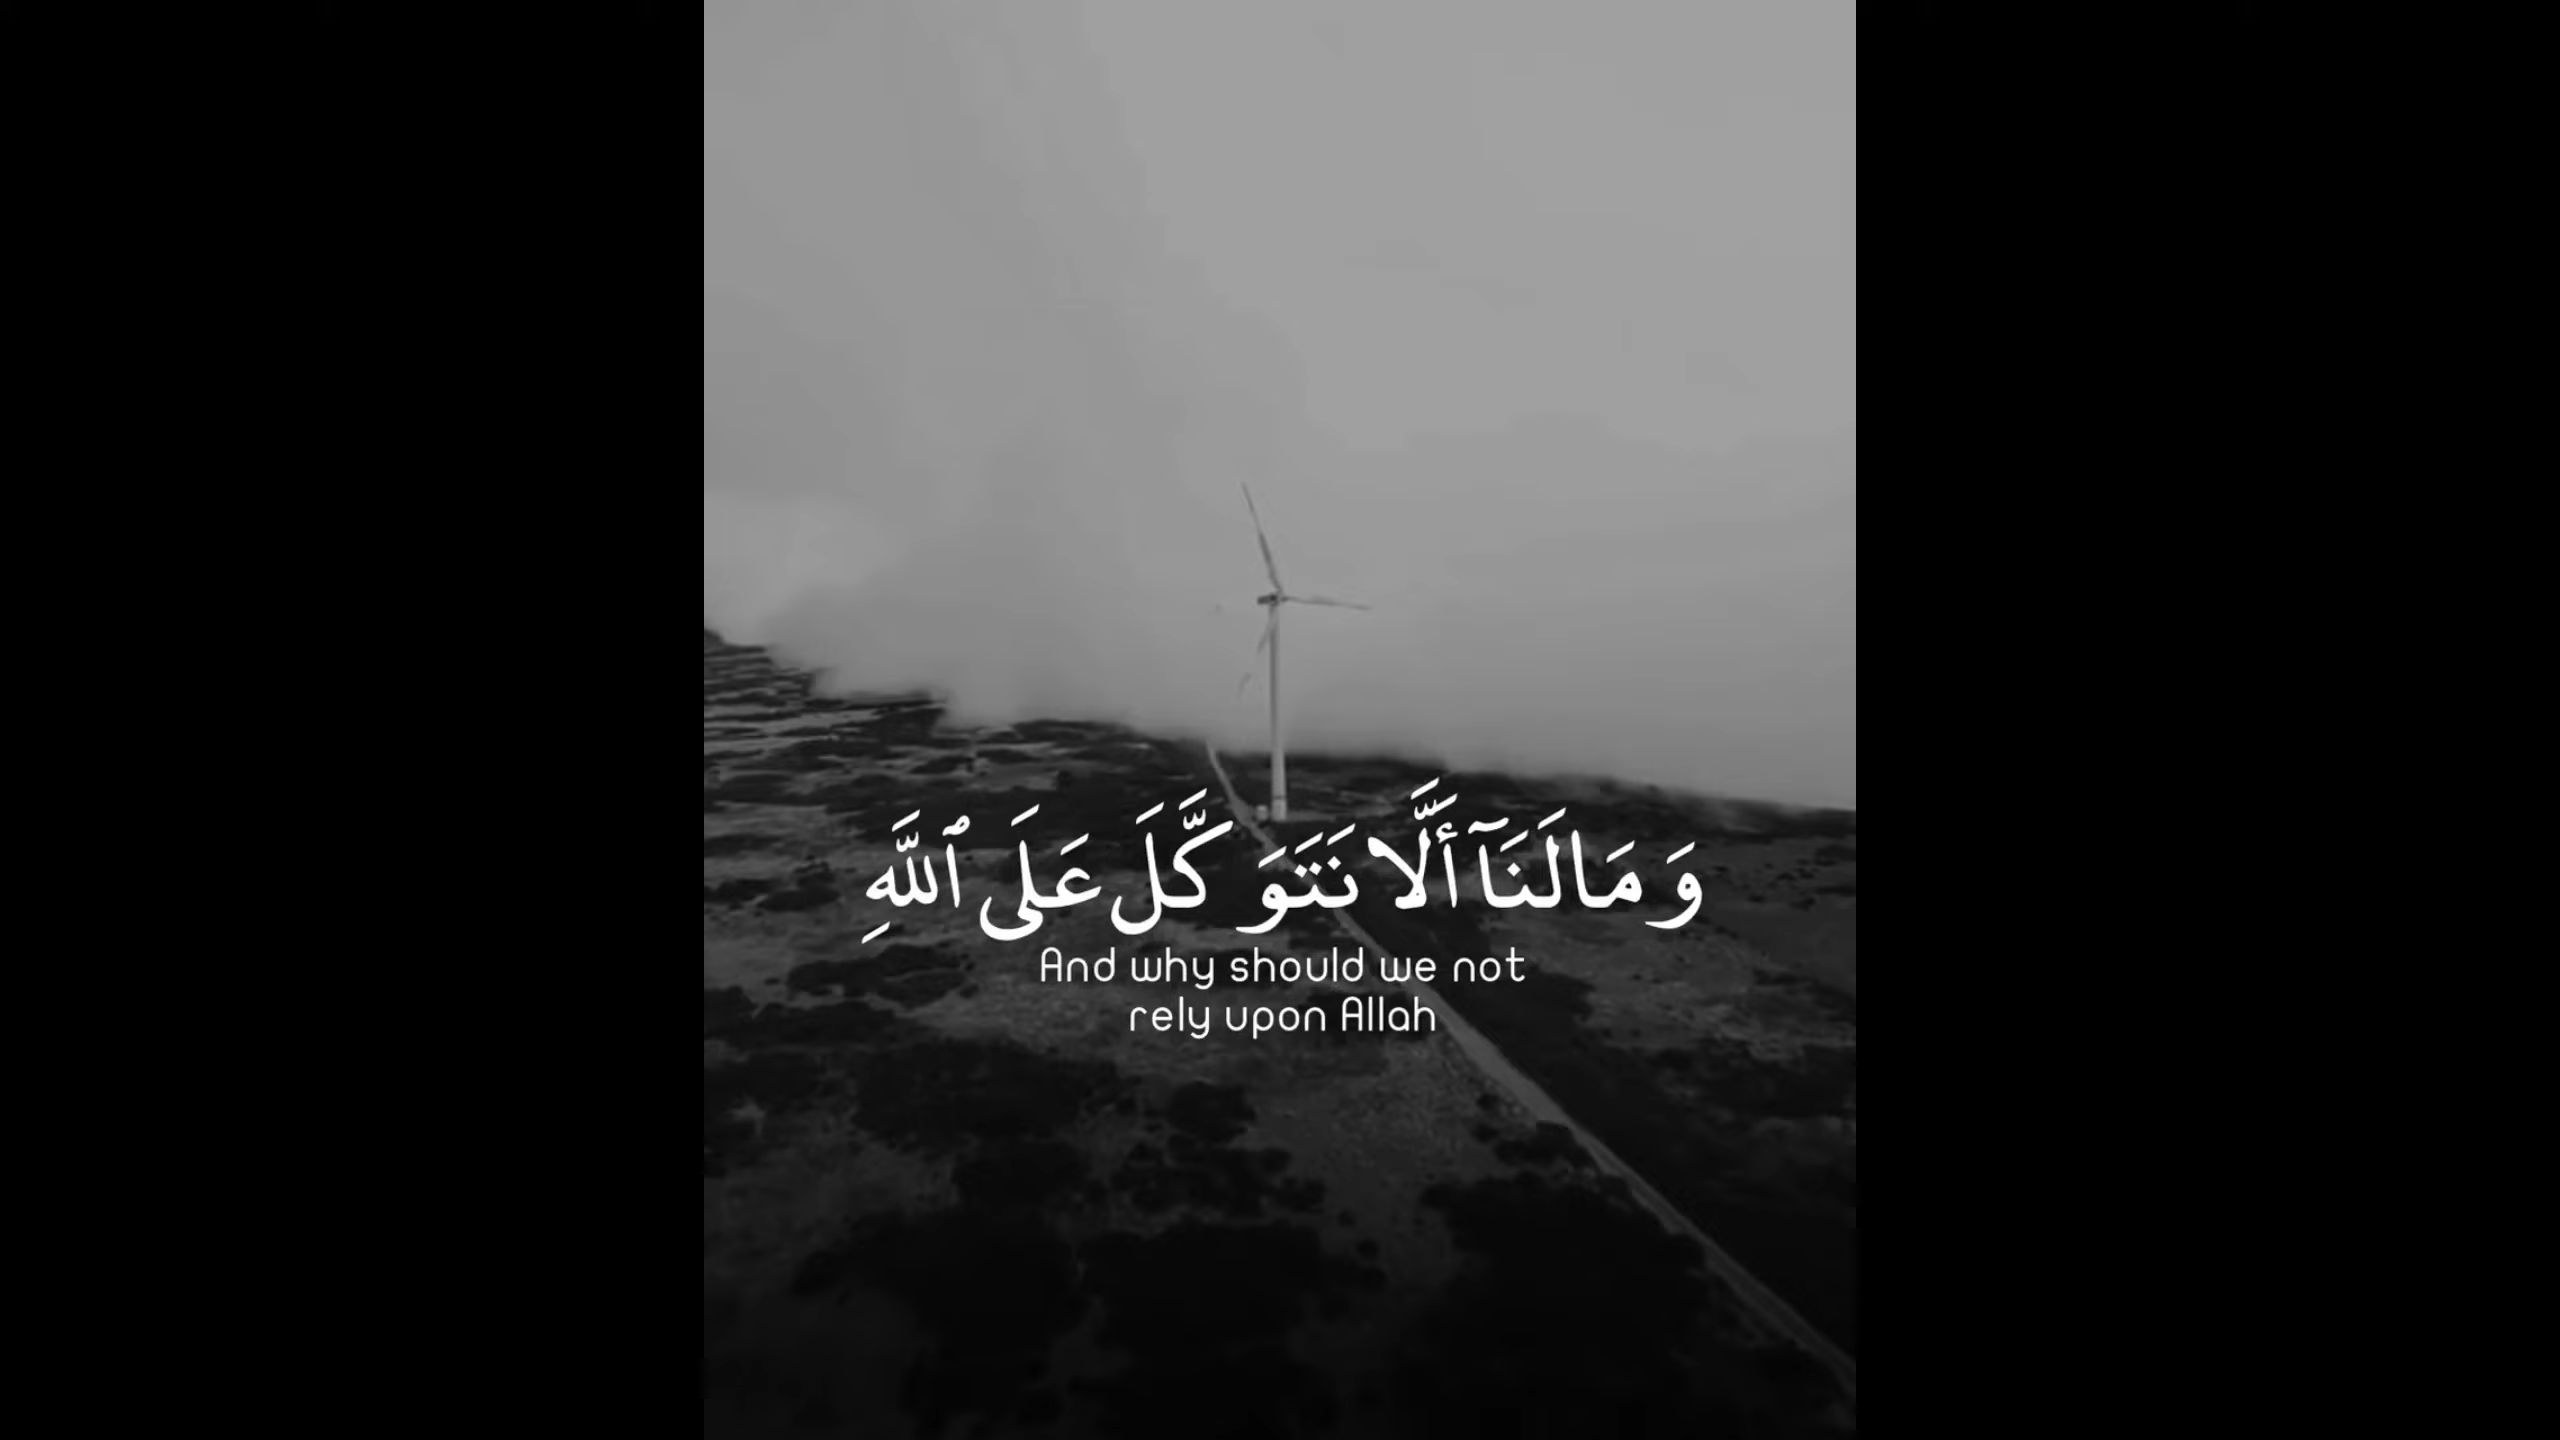 وَمَا لَنَآ أَلَّا نَتَوَكَّلَ عَلَى ٱللَّهِ
And why should we not
rely upon Allah